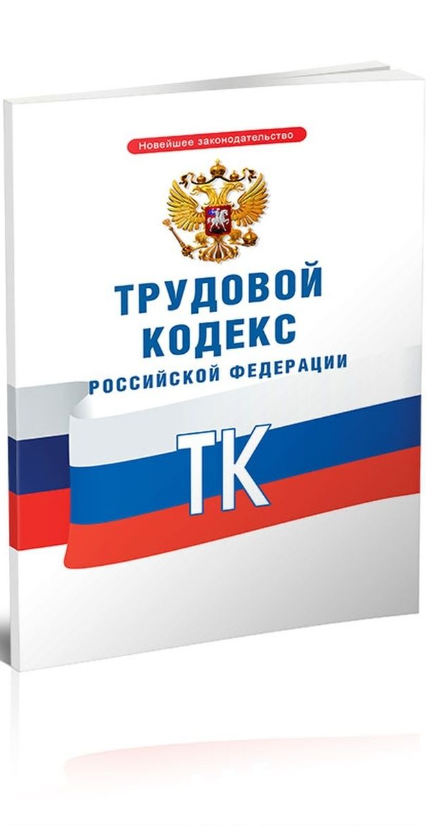 Новейшее законодательство
ТРУДОВОЙ
КОДЕКС
РОССИЙСКОЙ ФЕДЕРАЦИИ
ТК